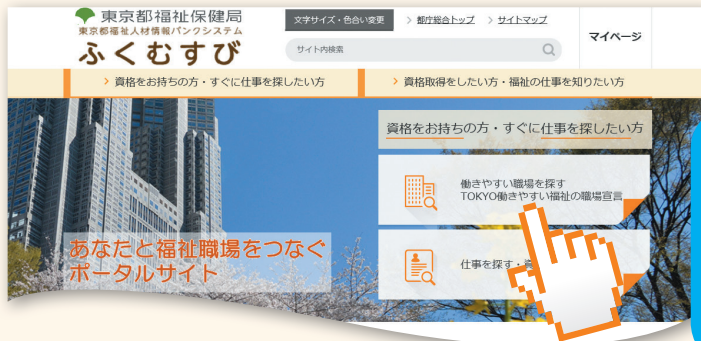 東京都福祉保健局
東京都福祉人材情報バンクシステム
ふくむすび
文字サイズ・色合い変更
> 都庁総合トップ
> サイトマップ
サイト内検索
マイページ
> 資格をお持ちの方・すぐに仕事を探したい方
> 資格取得をしたい方・福祉の仕事を知りたい方
資格をお持ちの方・すぐに仕事を探したい方
働きやすい職場を探す
TOKYO働きやすい福祉の職場宣言
仕事を探す・
あなたと福祉職場をつなぐ
ポータルサイト